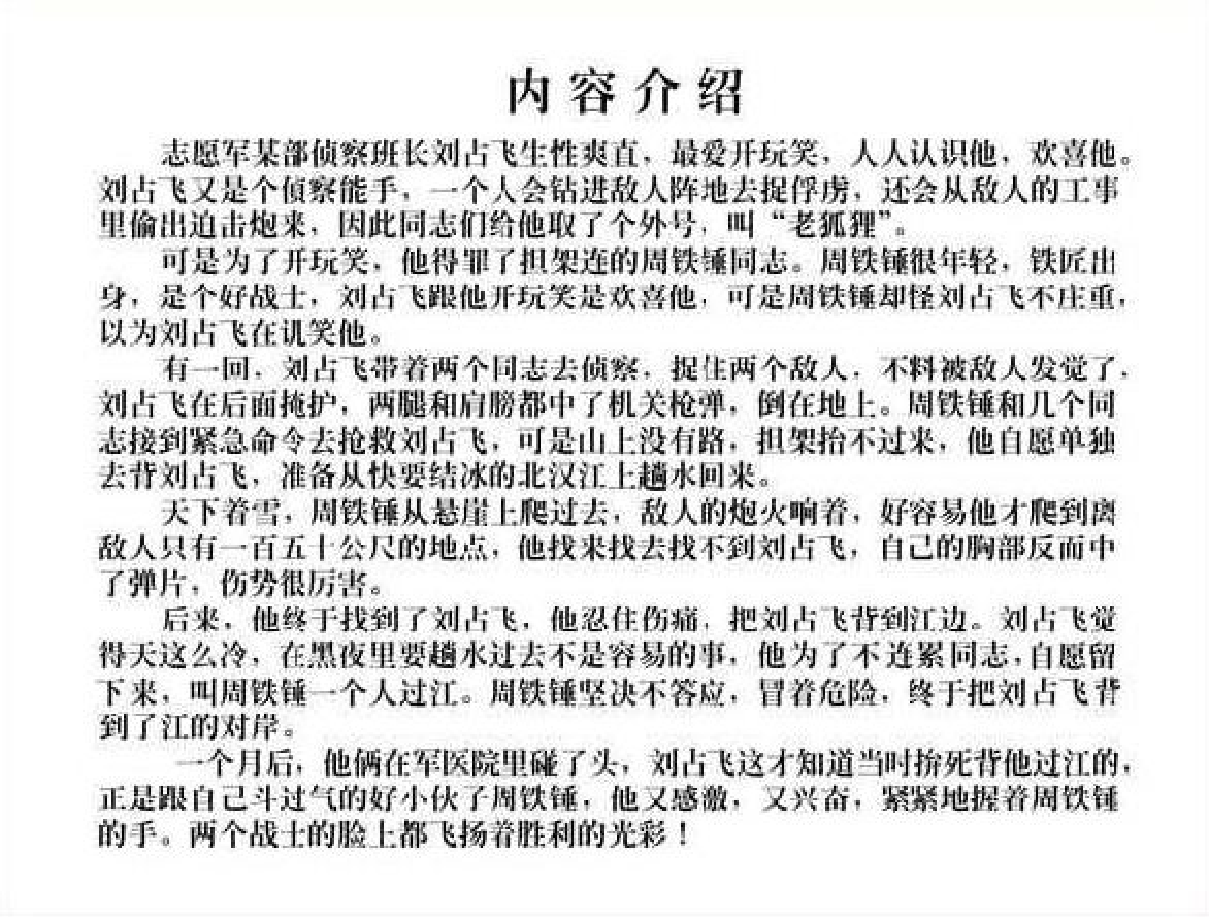 内容介绍
志愿军某部侦察班长刘占飞生性爽直，最爱开玩笑，人人认识他，欢喜他。
刘占飞又是个侦察能手，一个人会钻进敌人阵地去捉俘虏，还会从敌人的工事
里偷出迫击炮来，因此同志们给他取了个外号，叫“老狐狸”。
可是为了开玩笑，他得罪了担架连的周铁锤同志。周铁锤很年轻，铁匠出
身，是个好战士，刘占飞跟他开玩笑是欢喜他，可是周铁锤却怪刘占飞不庄重，
以为刘占飞在讥笑他。
有一回，刘占飞带着两个同志去侦察，捉住两个敌人，不料被敌人发觉了，
刘占飞在后面掩护，两腿和肩膀都中了机关枪弹，倒在地上。周铁锤和几个同
志接到紧急命令去抢救刘占飞，可是山上没有路，担架抬不过来，他自愿单独
去背刘占飞，准备从快要结冰的北汉江上趟水回来。
天下着雪，周铁锤从悬崖上爬过去，敌人的炮火响着，好容易他才爬到离
敌人只有一百五十公尺的地点，他找来找去找不到刘占飞，自己的胸部反而中
了弹片，伤势很厉害。
后来，他终于找到了刘占飞，他忍住伤痛，把刘占飞背到江边。刘占飞觉
得天这么冷，在黑夜里要趟水过去不是容易的事，他为了不连累同志，自愿留
下来，叫周铁锤一个人过江。周铁锤坚决不答应，冒着危险，终于把刘占飞背
到了江的对岸。
一个月后，他俩在军医院里碰了头，刘占飞这才知道当时拚死背他过江的，
正是跟自己斗过气的好小伙子周铁锤，他又感激，又兴奋，紧紧地握着周铁锤
的手。两个战士的脸上都飞扬着胜利的光彩！